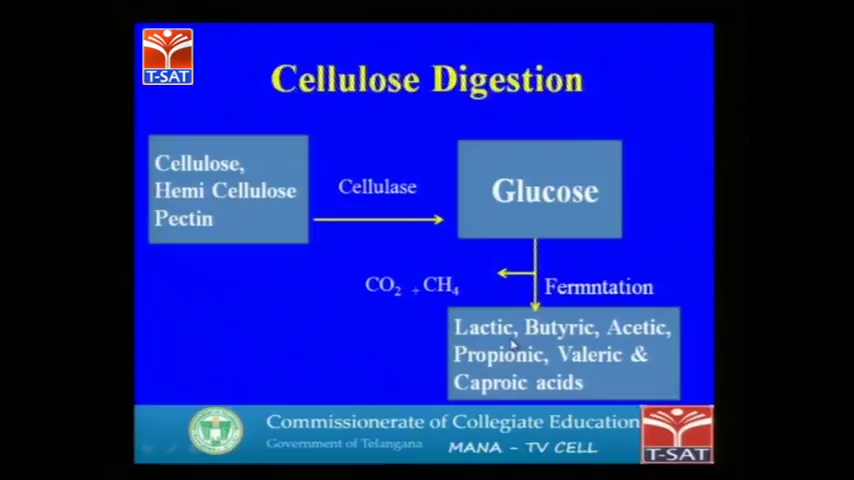 T-SAT
Cellulose Digestion
Cellulose,
Hemi Cellulose
Pectin
Cellulase
Glucose
CO₂ + CH₄
Fermntation
Lactic, Butyric, Acetic,
Propionic, Valeric &
Caproic acids
Commissionerate of Collegiate Education
Government of Telangana
MANA - TV CELL
T-SAT